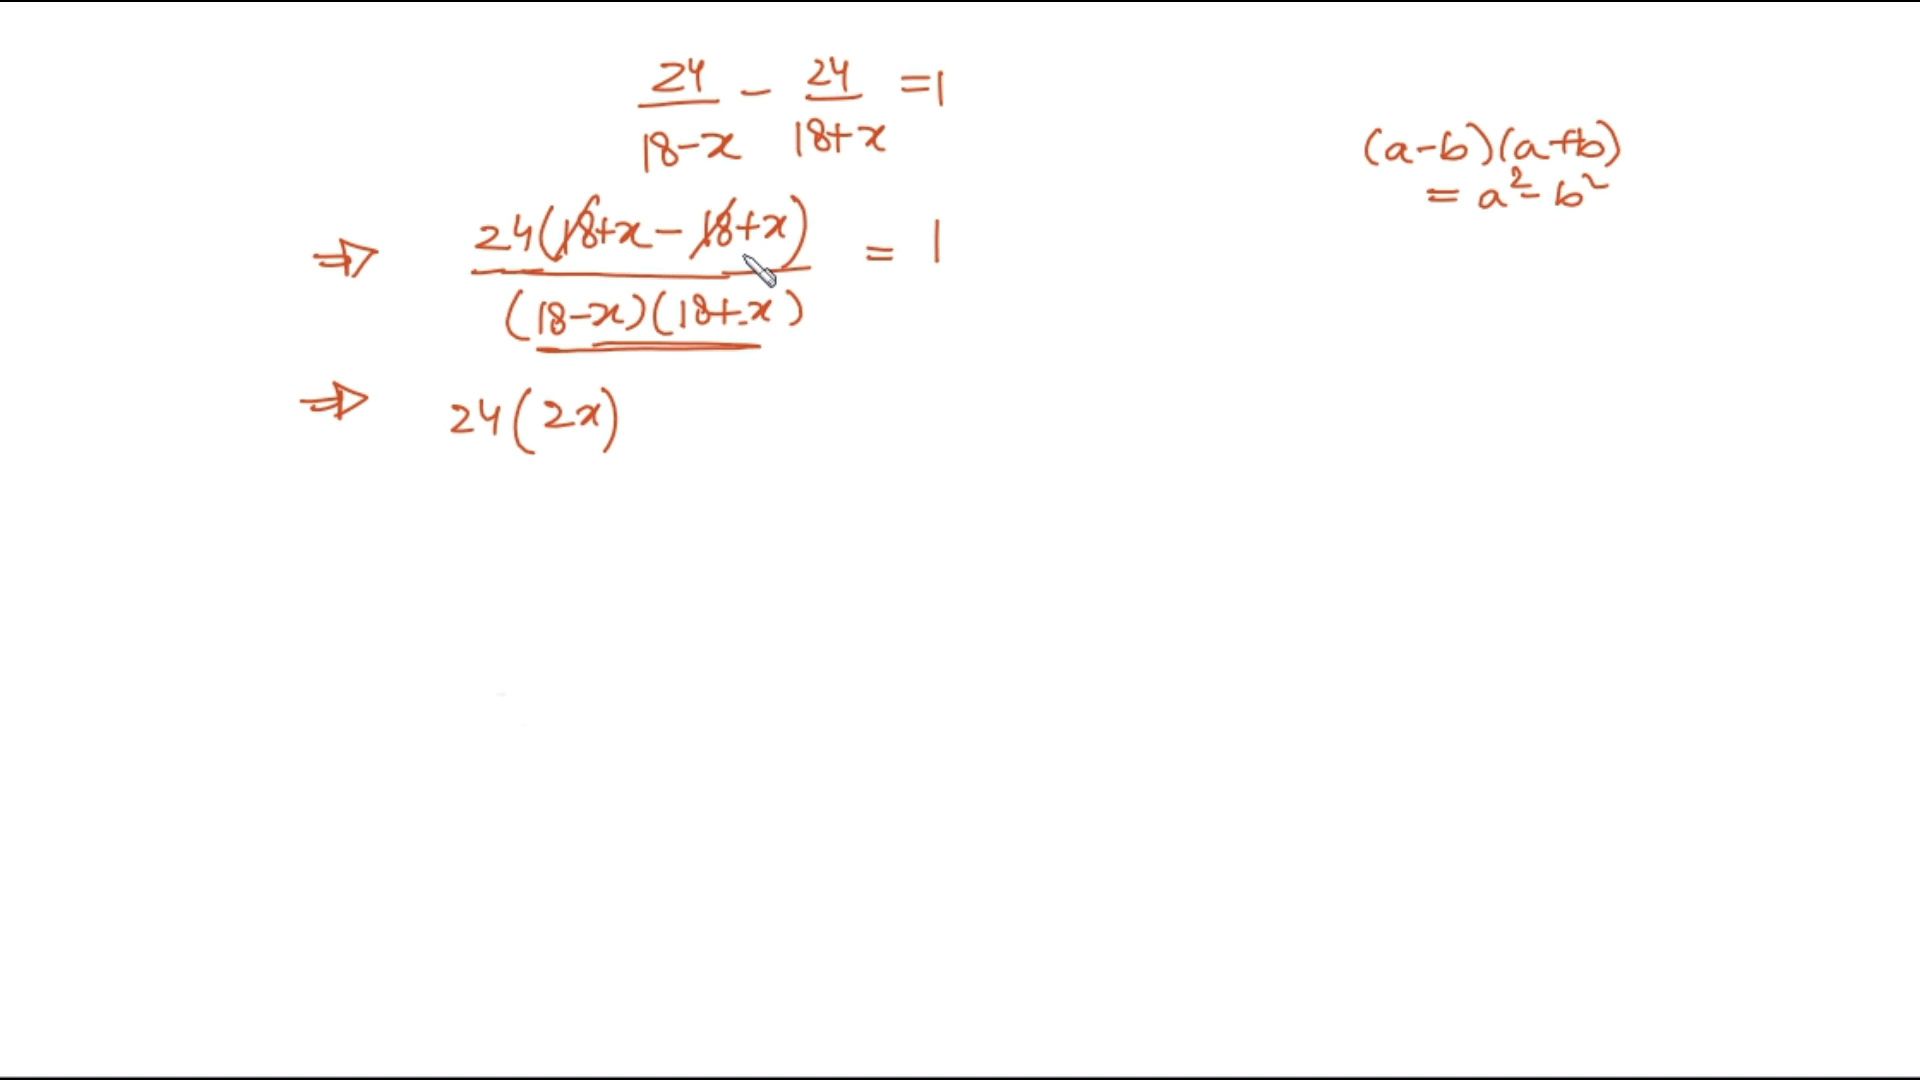 24/18-x - 24/18+x =1
(a-b)(a+b)
= a²-b²
⇒ 24(18+x-18+x)/(18-x)(18+x) = 1
⇒ 24(2x)